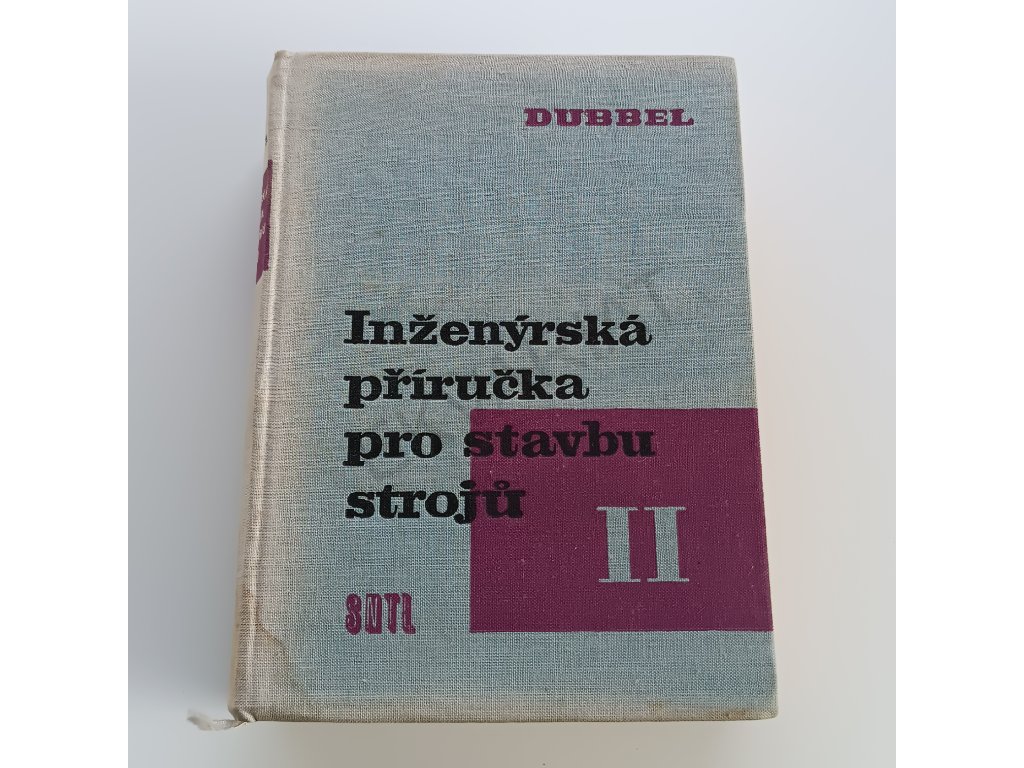 DUBBEL
Inženýrská
příručka
pro stavbu
strojů
II
SNTL